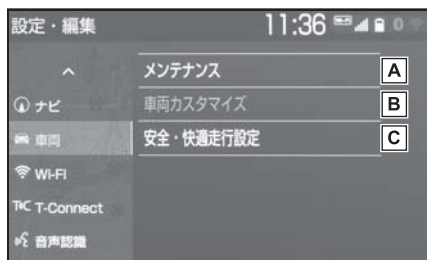 設定・編集
11:36
0
メンテナンス
A
ナビ
車両カスタマイズ
B
車両
安全・快適走行設定
C
Wi-Fi
T-Connect
音声認識